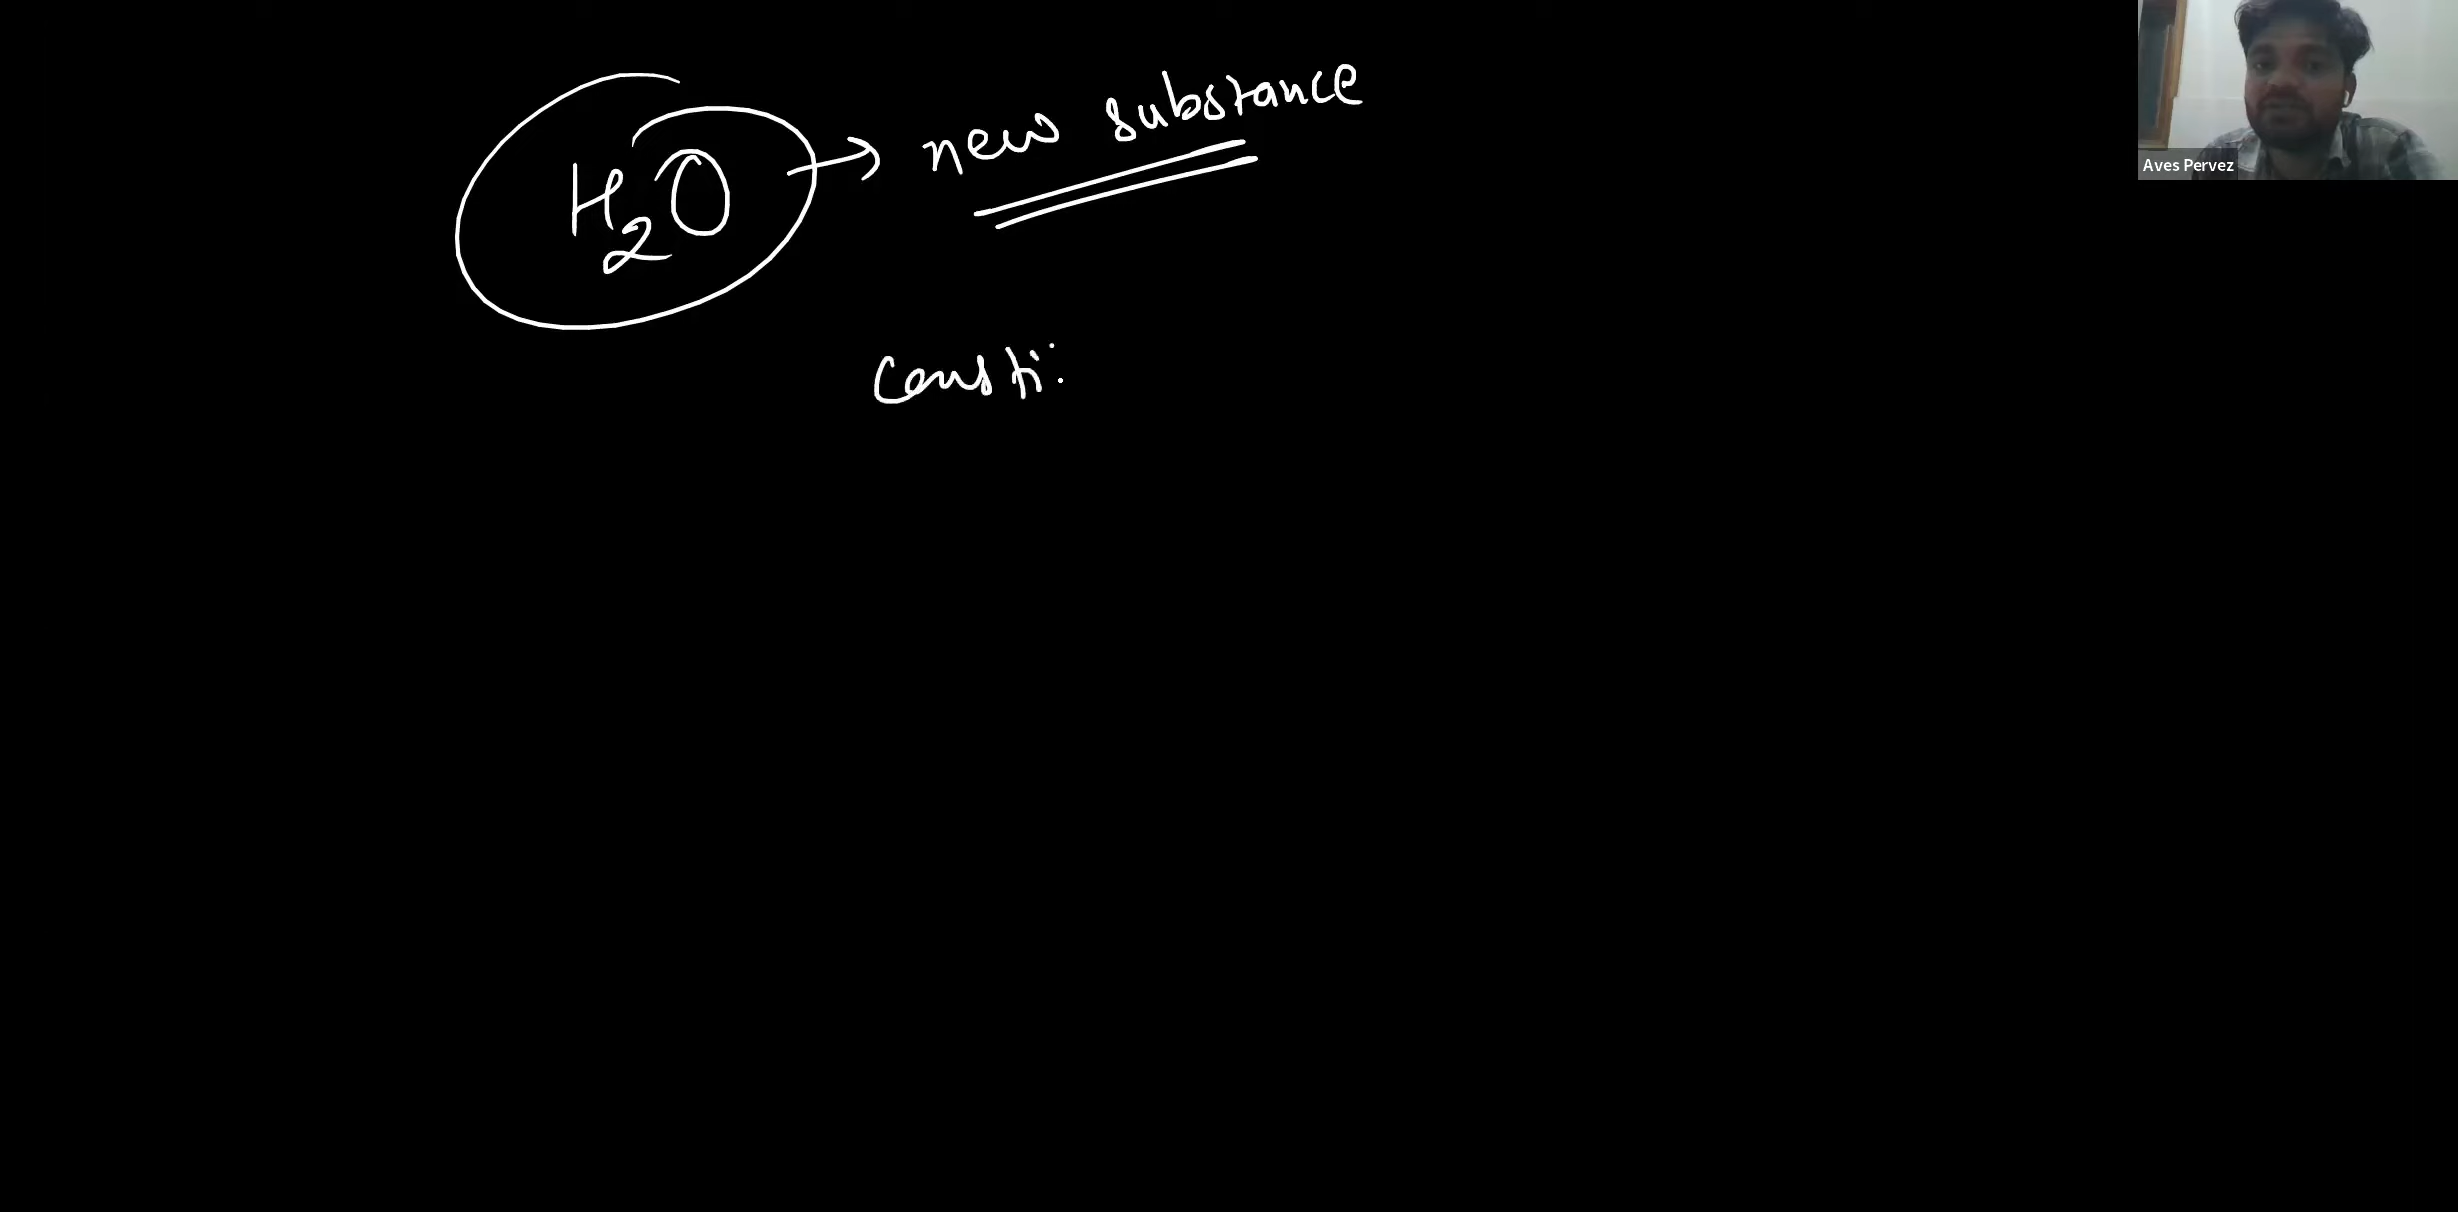 H₂O → new substance
Aves Pervez
Consti: